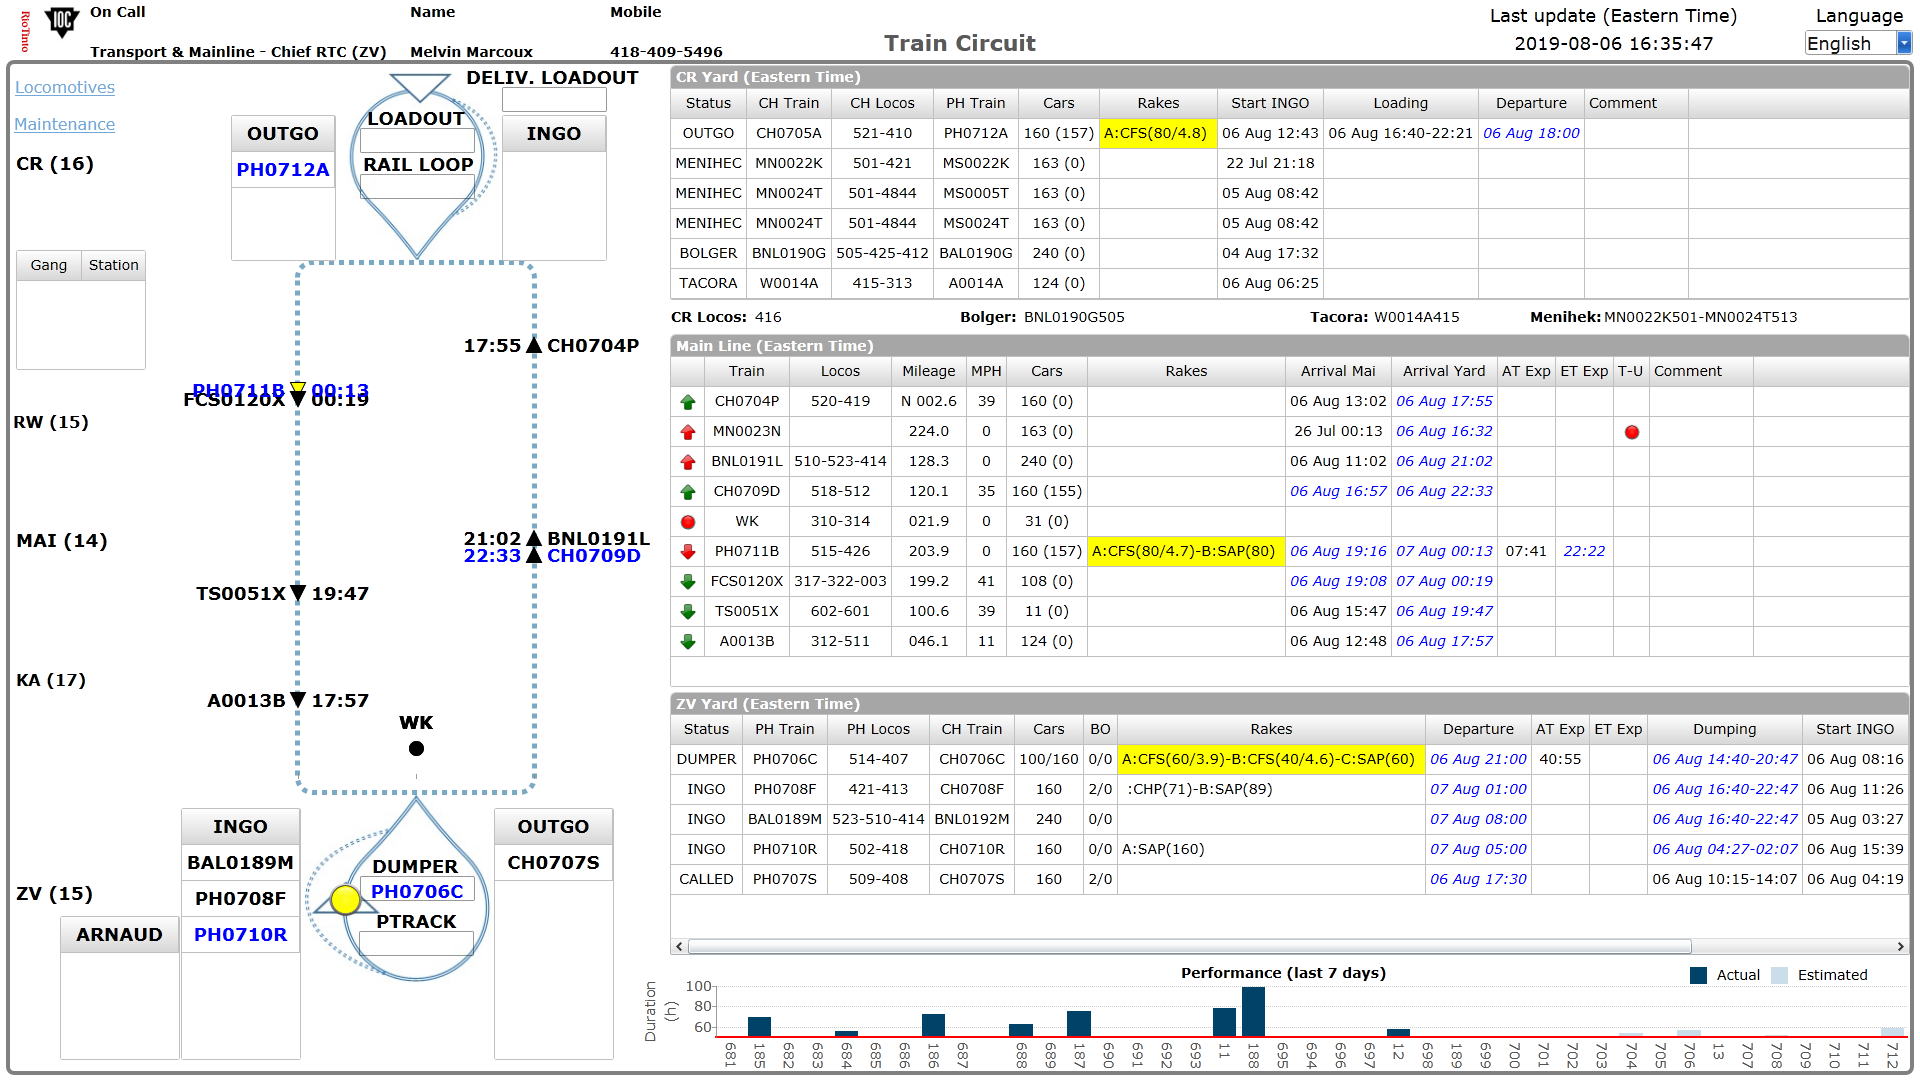 RioTinto
IOC
On Call Name Mobile
Transport & Mainline - Chief RTC (ZV) Melvin Marcoux 418-409-5496
Train Circuit
Last update (Eastern Time)
2019-08-06 16:35:47
Language
English
Locomotives
Maintenance
CR (16)
Gang Station
RW (15)
MAI (14)
KA (17)
ZV (15)
DELIV. LOADOUT
OUTGO
PH0712A
LOADOUT
RAIL LOOP
INGO
17:55 CH0704P
PH0711B 00:13
FCS0120X 00:19
21:02 BNL0191L
22:33 CH0709D
TS0051X 19:47
A0013B 17:57
WK
INGO
BAL0189M
PH0708F
PH0710R
ARNAUD
DUMPER
PH0706C
PTRACK
OUTGO
CH0707S
CR Yard (Eastern Time)
Status CH Train CH Locos PH Train Cars Rakes Start INGO Loading Departure Comment
OUTGO CH0705A 521-410 PH0712A 160 (157) A:CFS(80/4.8) 06 Aug 12:43 06 Aug 16:40-22:21 06 Aug 18:00
MENIHEC MN0022K 501-421 MS0022K 163 (0) 22 Jul 21:18
MENIHEC MN0024T 501-4844 MS0005T 163 (0) 05 Aug 08:42
MENIHEC MN0024T 501-4844 MS0024T 163 (0) 05 Aug 08:42
BOLGER BNL0190G 505-425-412 BAL0190G 240 (0) 04 Aug 17:32
TACORA W0014A 415-313 A0014A 124 (0) 06 Aug 06:25
CR Locos: 416 Bolger: BNL0190G505 Tacora: W0014A415 Menihek: MN0022K501-MN0024T513
Main Line (Eastern Time)
Train Locos Mileage MPH Cars Rakes Arrival Mai Arrival Yard AT Exp ET Exp T-U Comment
CH0704P 520-419 N 002.6 39 160 (0) 06 Aug 13:02 06 Aug 17:55
MN0023N 224.0 0 163 (0) 26 Jul 00:13 06 Aug 16:32
BNL0191L 510-523-414 128.3 0 240 (0) 06 Aug 11:02 06 Aug 21:02
CH0709D 518-512 120.1 35 160 (155) 06 Aug 16:57 06 Aug 22:33
WK 310-314 021.9 0 31 (0)
PH0711B 515-426 203.9 0 160 (157) A:CFS(80/4.7)-B:SAP(80) 06 Aug 19:16 07 Aug 00:13 07:41 22:22
FCS0120X 317-322-003 199.2 41 108 (0) 06 Aug 19:08 07 Aug 00:19
TS0051X 602-601 100.6 39 11 (0) 06 Aug 15:47 06 Aug 19:47
A0013B 312-511 046.1 11 124 (0) 06 Aug 12:48 06 Aug 17:57
ZV Yard (Eastern Time)
Status PH Train PH Locos CH Train Cars BO Rakes Departure AT Exp ET Exp Dumping Start INGO
DUMPER PH0706C 514-407 CH0706C 100/160 0/0 A:CFS(60/3.9)-B:CFS(40/4.6)-C:SAP(60) 06 Aug 21:00 40:55 06 Aug 14:40-20:47 06 Aug 08:16
INGO PH0708F 421-413 CH0708F 160 2/0 :CHP(71)-B:SAP(89) 07 Aug 01:00 06 Aug 16:40-22:47 06 Aug 11:26
INGO BAL0189M 523-510-414 BNL0192M 240 0/0 07 Aug 08:00 06 Aug 16:40-22:47 05 Aug 03:27
INGO PH0710R 502-418 CH0710R 160 0/0 A:SAP(160) 07 Aug 05:00 06 Aug 04:27-02:07 06 Aug 15:39
CALLED PH0707S 509-408 CH0707S 160 2/0 06 Aug 17:30 06 Aug 10:15-14:07 06 Aug 04:19
Performance (last 7 days)
Actual Estimated
Duration (h)
100
80
60
681 185 682 683 684 685 686 186 687 688 689 187 690 691 692 693 11 188 695 694 696 697 12 698 189 699 700 701 702 703 704 705 706 13 707 708 709 710 711 712